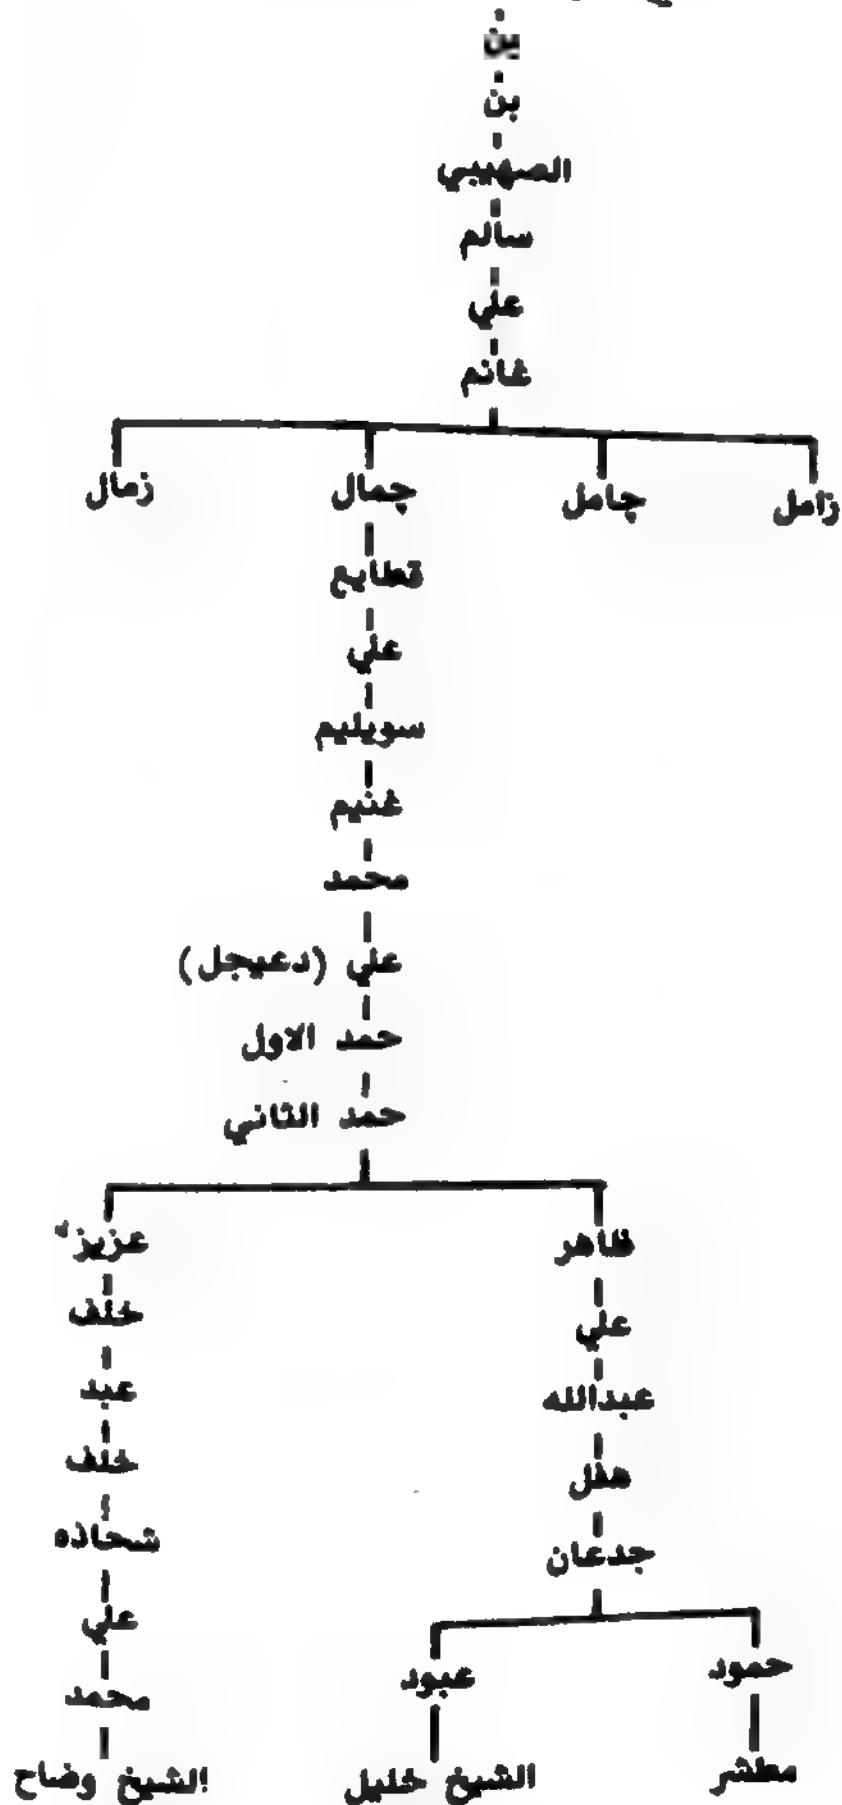 بن
بن
الصهيبي
سالم
علي
غانم
زامل چامل چمال زمال
قطايع
علي
سويليم
غنيم
محمد
علي (دعيجل)
حمد الاول
حمد الثاني
ظاهر عزيز
علي خلف
عبدالله عبد
هفل خلف
جدعان شحاذه
علي
حمود عبود محمد
مطشر الشيخ خليل الشيخ وضاح